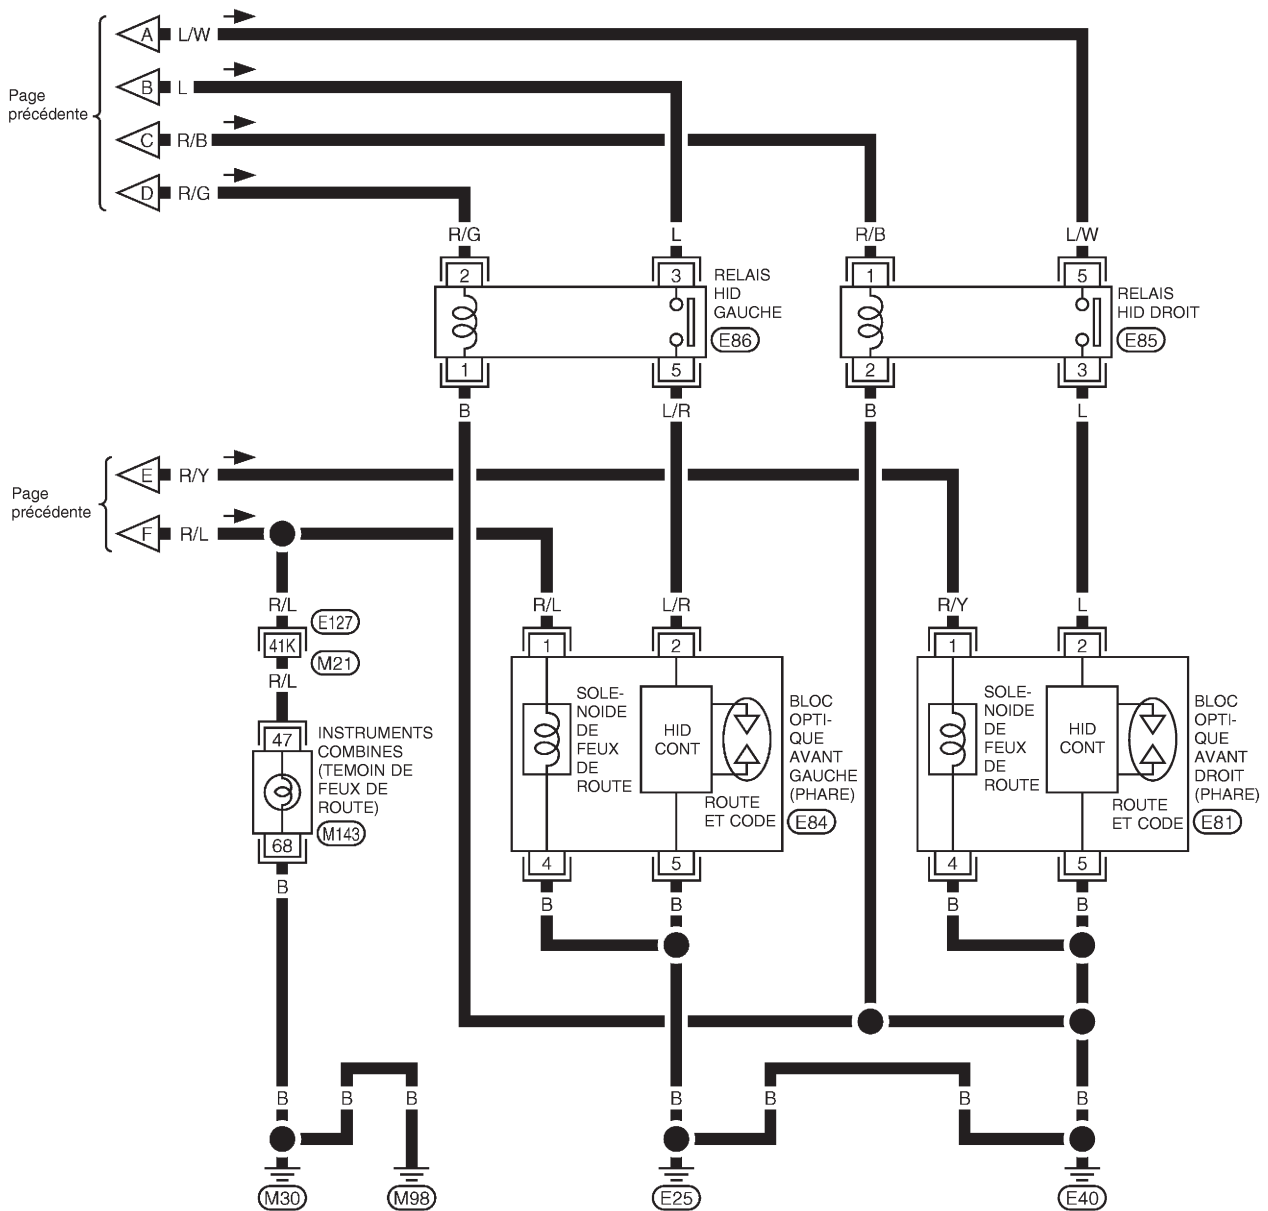 A L/W
B L
Page
précédente
C R/B
D R/G
R/G L R/B L/W
2 3 1 5
RELAIS
HID
GAUCHE
E86
RELAIS
HID DROIT
E85
1 5 2 3
B L/R B L
E R/Y
Page
précédente
F R/L
R/L R/L L/R R/Y L
E127
41K
M21
R/L
1 2 1 2
47
INSTRUMENTS
COMBINES
(TEMOIN DE
FEUX DE
ROUTE)
M143
68
B
SOLE-
NOIDE
DE
FEUX
DE
ROUTE
HID
CONT
ROUTE
ET CODE
BLOC
OPTI-
QUE
AVANT
GAUCHE
(PHARE)
E84
SOLE-
NOIDE
DE
FEUX
DE
ROUTE
HID
CONT
ROUTE
ET CODE
BLOC
OPTI-
QUE
AVANT
DROIT
(PHARE)
E81
4 5 4 5
B B B B
B B B B B B B
M30 M98 E25 E40